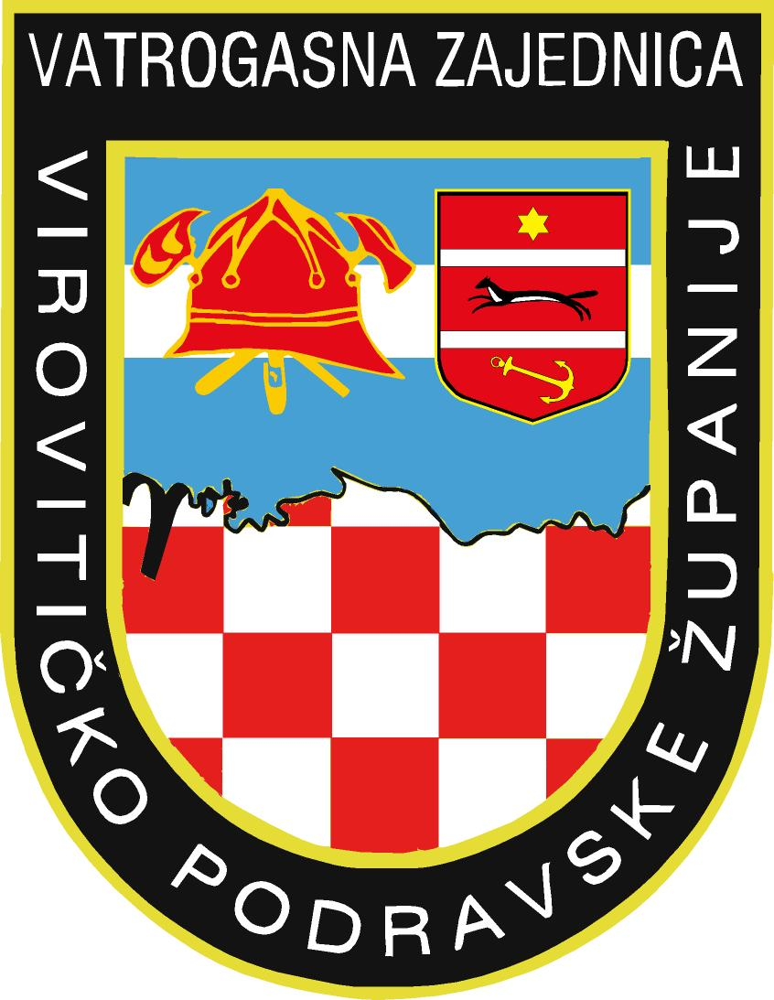 VATROGASNA ZAJEDNICA
VIROVITIČKO PODRAVSKE ŽUPANIJE